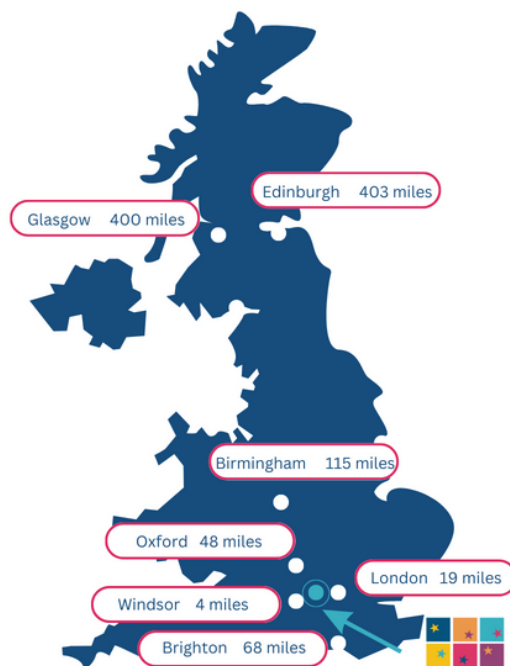 Edinburgh 403 miles
Glasgow 400 miles
Birmingham 115 miles
Oxford 48 miles
London 19 miles
Windsor 4 miles
Brighton 68 miles